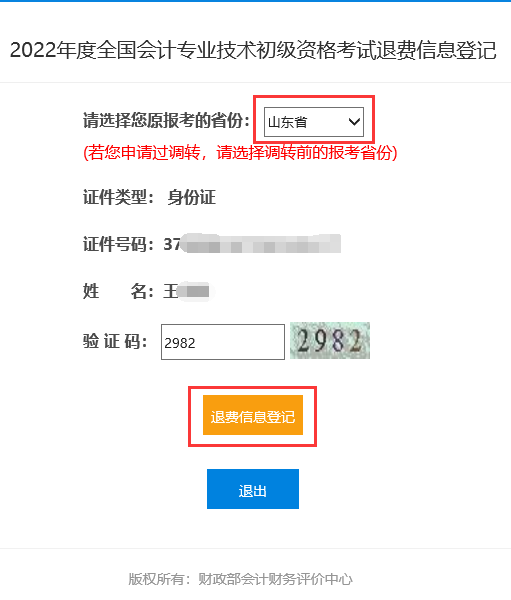 2022年度全国会计专业技术初级资格考试退费信息登记
请选择您原报考的省份： 山东省
(若您申请过调转，请选择调转前的报考省份)
证件类型： 身份证
证件号码：37
姓 名：王
验 证 码： 2982 2982
退费信息登记
退出
版权所有：财政部会计财务评价中心